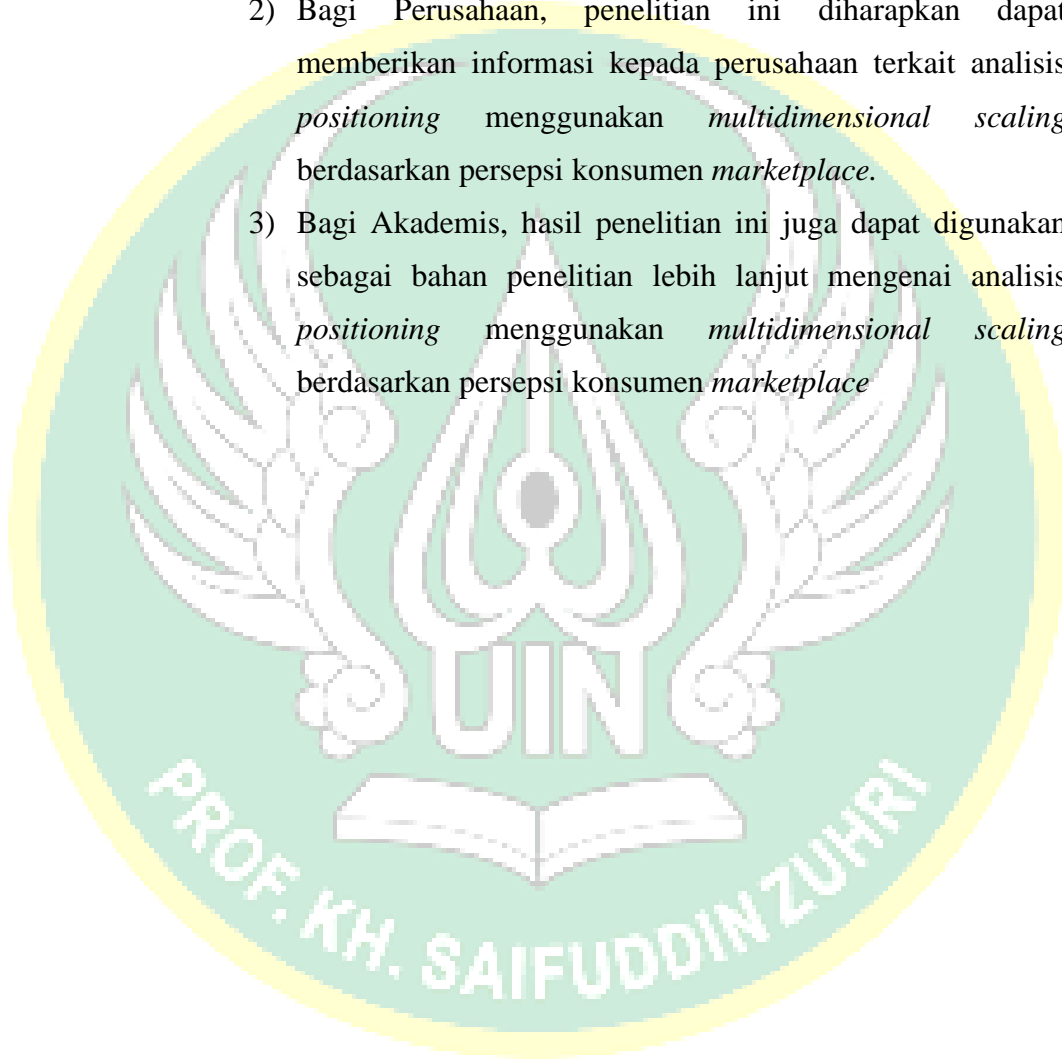 2) Bagi Perusahaan, penelitian ini diharapkan dapat
memberikan informasi kepada perusahaan terkait analisis
positioning menggunakan multidimensional scaling
berdasarkan persepsi konsumen marketplace.
3) Bagi Akademis, hasil penelitian ini juga dapat digunakan
sebagai bahan penelitian lebih lanjut mengenai analisis
positioning menggunakan multidimensional scaling
berdasarkan persepsi konsumen marketplace
UIN
PROF. KH. SAIFUDDIN ZUHRI